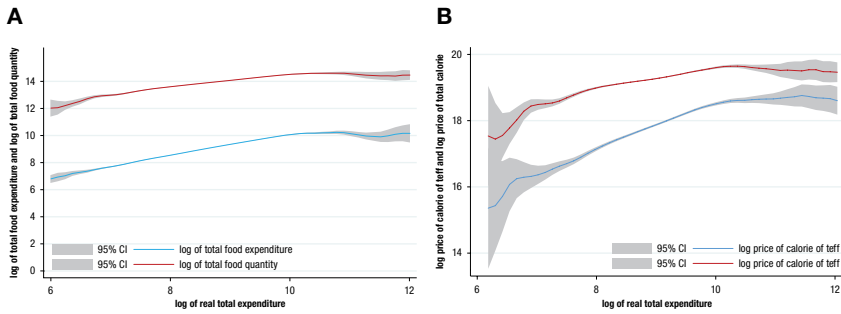 A
log of total food expenditure and log of total food quantity
14
12
10
8
6
4
2
0
95% CI log of total food expenditure
95% CI log of total food quantity
6 8 10 12
log of real total expenditure
B
log price of calorie of teff and log price of total calorie
20
18
16
14
95% CI log price of calorie of teff
95% CI log price of calorie of teff
6 8 10 12
log of real total expenditure